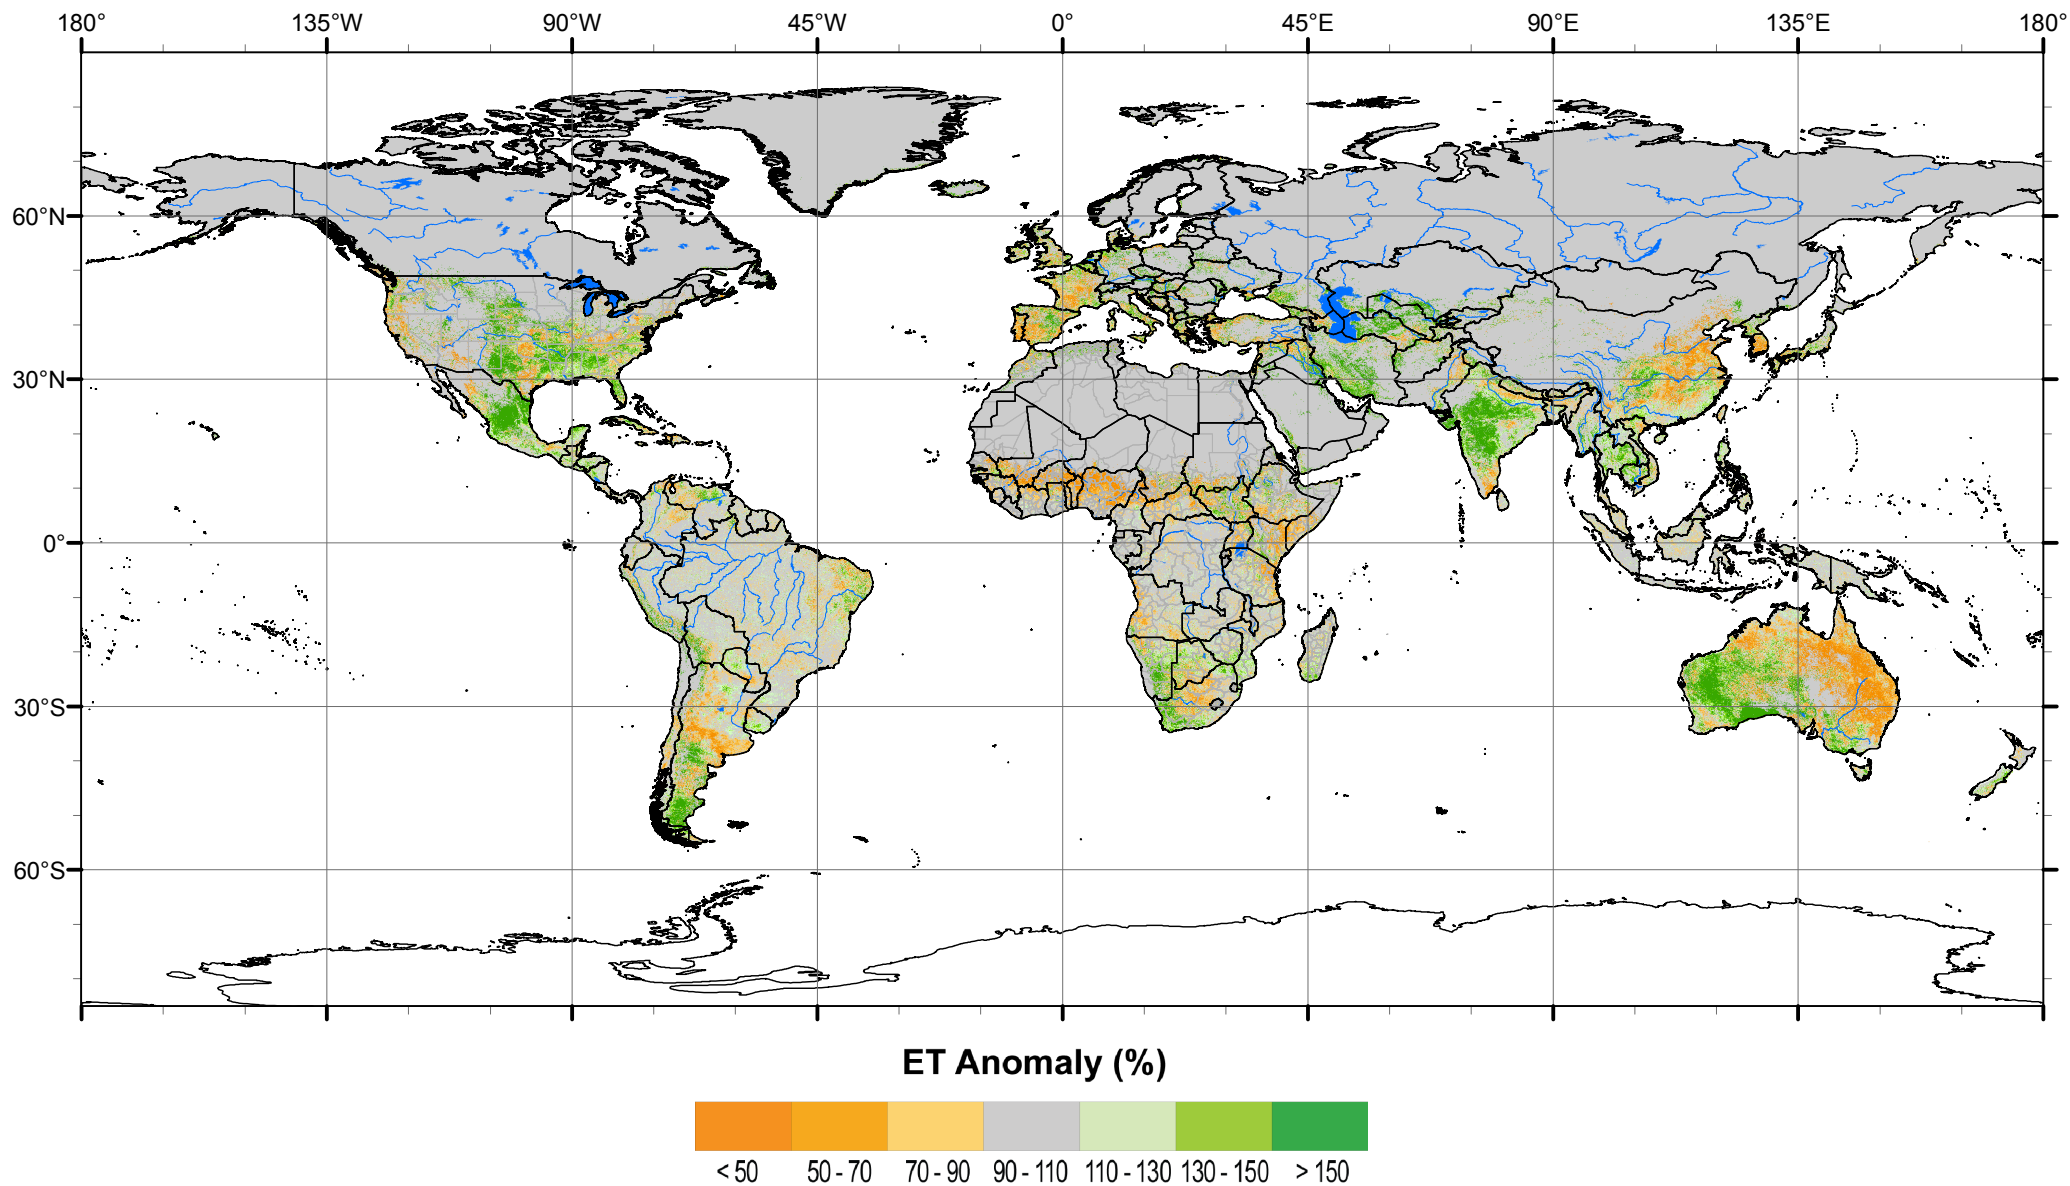 180° 135°W 90°W 45°W 0° 45°E 90°E 135°E 180°
60°N
30°N
0°
30°S
60°S
ET Anomaly (%)
< 50 50 - 70 70 - 90 90 - 110 110 - 130 130 - 150 > 150